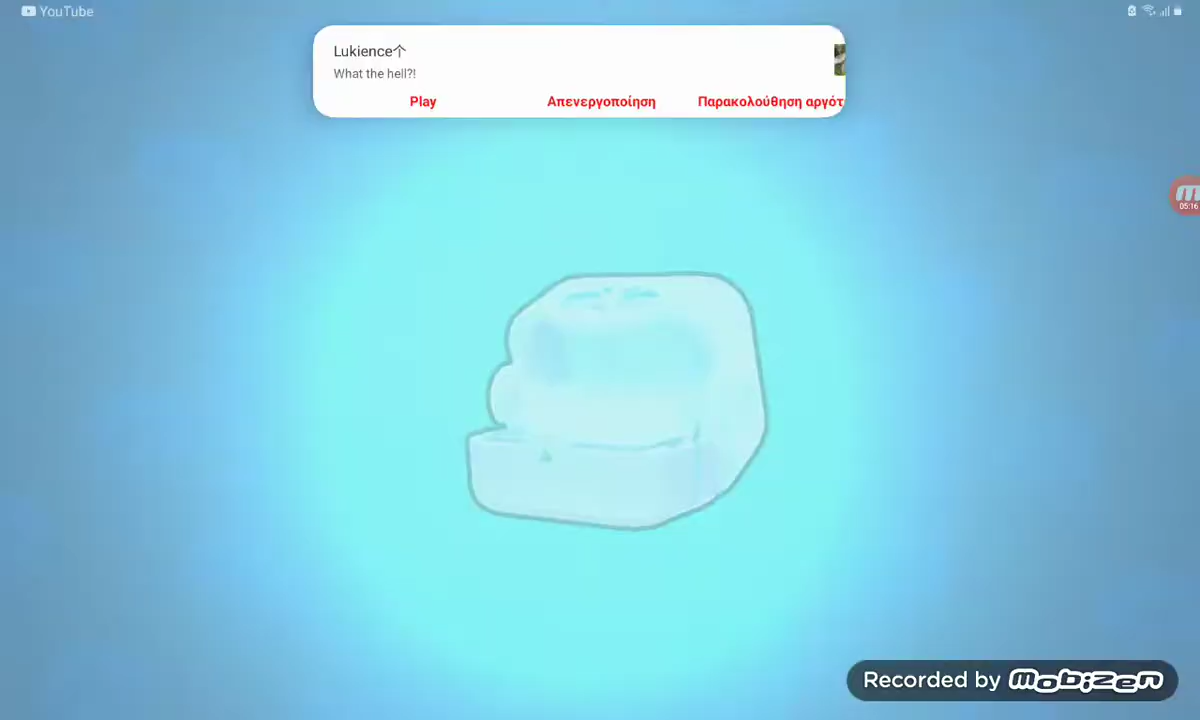 YouTube
Lukience个
What the hell?!
Play Απενεργοποίηση Παρακολούθηση αργότ
05:16
Recorded by mobizen